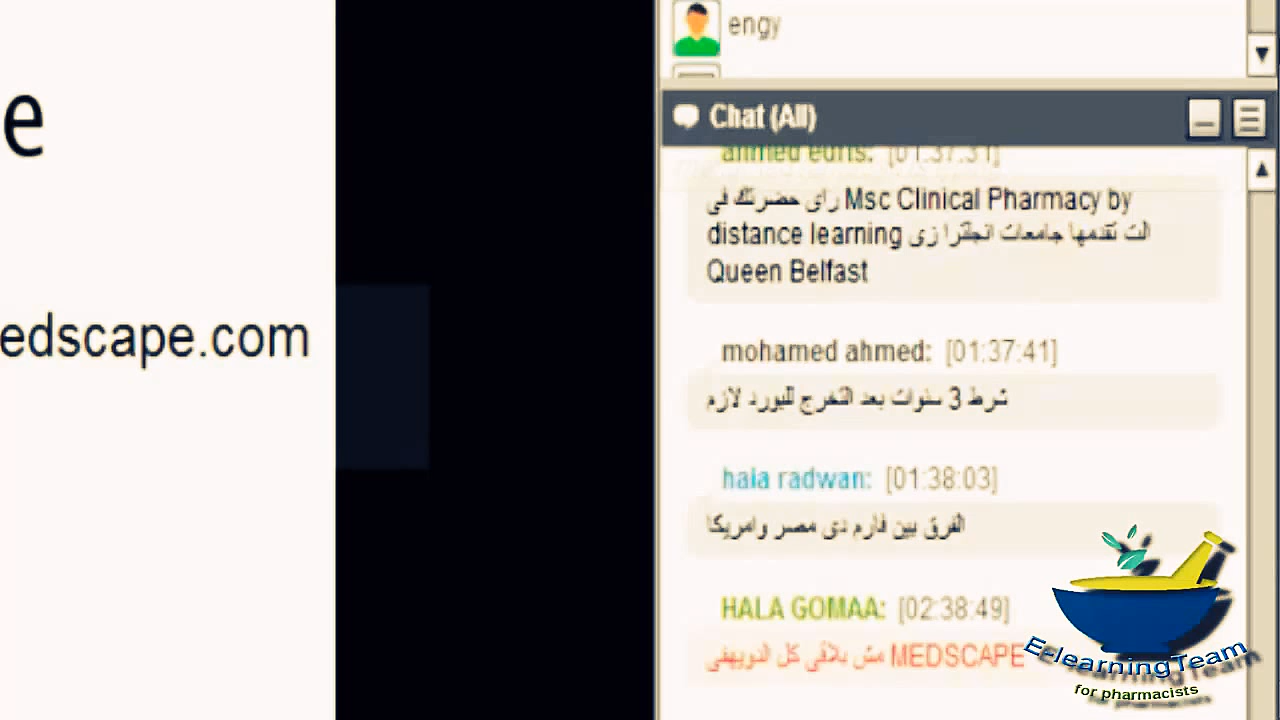 e
edscape.com
engy
Chat (All)
ahmed edris: [01:37:31]
راى حضرتك فى Msc Clinical Pharmacy by
distance learning الت تقدمها جامعات انجلترا زى
Queen Belfast
mohamed ahmed: [01:37:41]
شرط 3 سنوات بعد التخرج للبورد لازم
hala radwan: [01:38:03]
الفرق بين فارم دى مصر وامريكا
HALA GOMAA: [02:38:49]
مش بلاقى كل MEDSCAPE
E-learning Team
for pharmacists